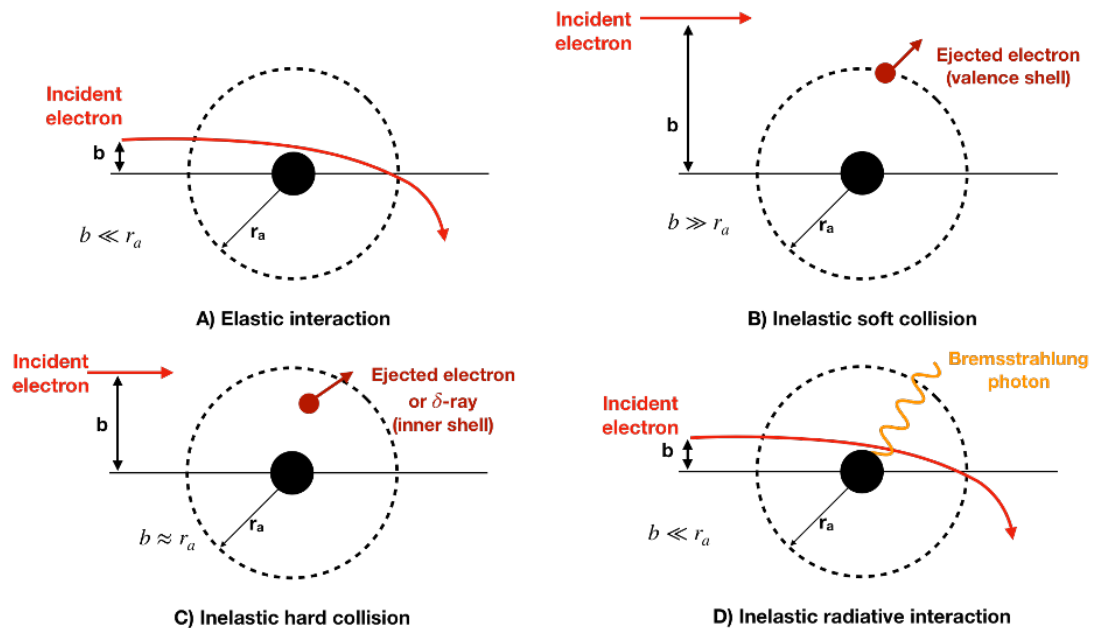 Incident
electron
b
rₐ
b ≪ rₐ
A) Elastic interaction
Incident
electron
Ejected electron
(valence shell)
b
rₐ
b ≫ rₐ
B) Inelastic soft collision
Incident
electron
Ejected electron
or δ-ray
(inner shell)
b
rₐ
b ≈ rₐ
C) Inelastic hard collision
Bremsstrahlung
photon
Incident
electron
b
rₐ
b ≪ rₐ
D) Inelastic radiative interaction